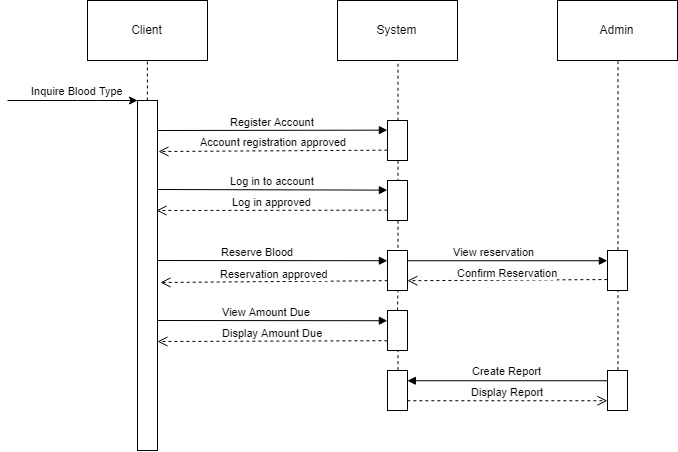 Client
System
Admin
Inquire Blood Type
Register Account
Account registration approved
Log in to account
Log in approved
Reserve Blood
View reservation
Reservation approved
Confirm Reservation
View Amount Due
Display Amount Due
Create Report
Display Report